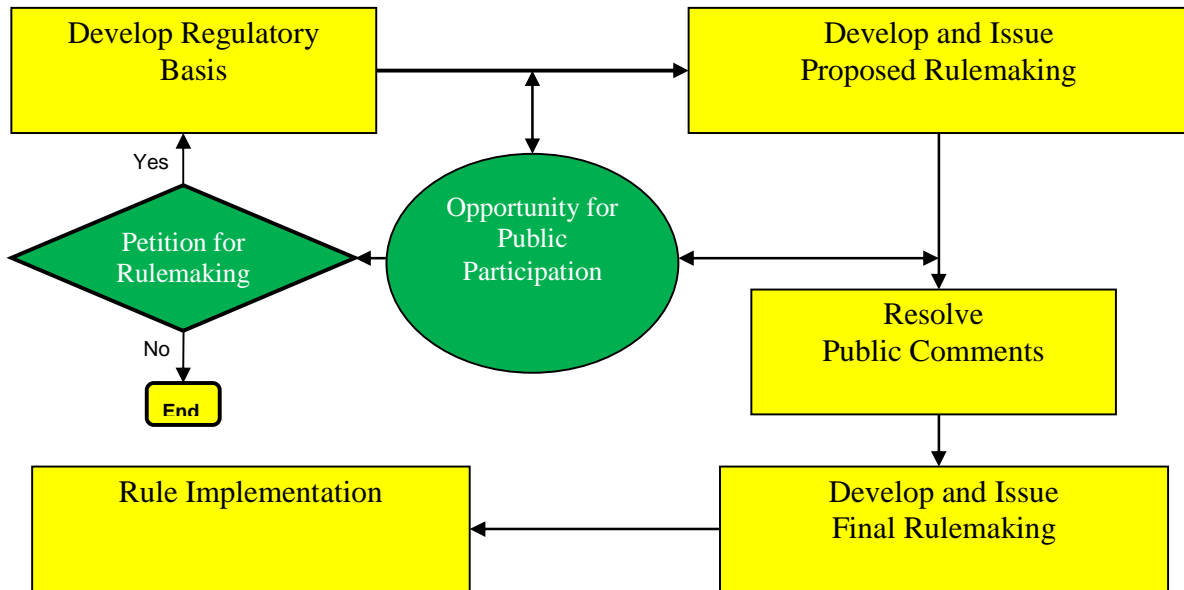 Develop Regulatory
Basis
Develop and Issue
Proposed Rulemaking
Yes
Opportunity for
Public
Participation
Petition for
Rulemaking
No
End
Resolve
Public Comments
Rule Implementation
Develop and Issue
Final Rulemaking